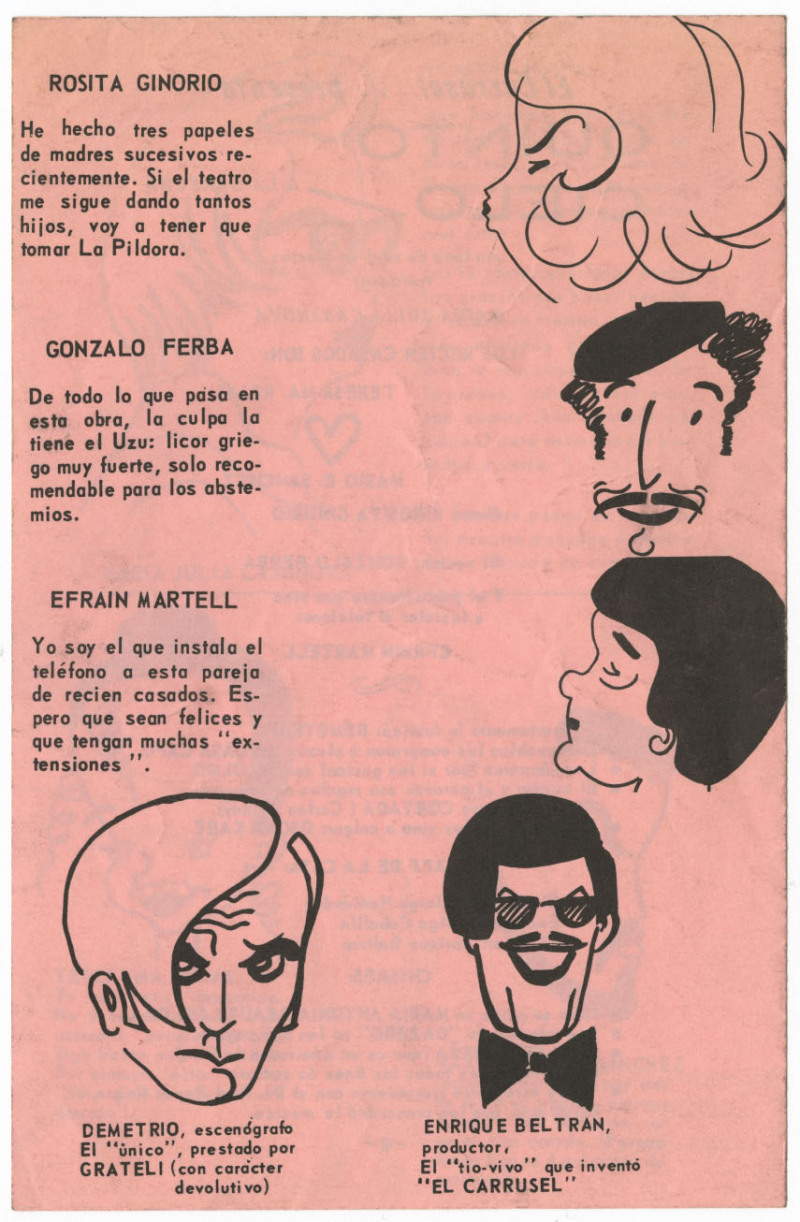 ROSITA GINORIO
He hecho tres papeles
de madres sucesivos re-
cientemente. Si el teatro
me sigue dando tantos
hijos, voy a tener que
tomar La Pildora.
GONZALO FERBA
De todo lo que pasa en
esta obra, la culpa la
tiene el Uzu: licor grie-
go muy fuerte, solo reco-
mendable para los abste-
mios.
EFRAIN MARTELL
Yo soy el que instala el
teléfono a esta pareja
de recien casados. Es-
pero que sean felices y
que tengan muchas "ex-
tensiones ".
DEMETRIO, escenógrafo
El "único", prestado por
GRATELI (con carácter
devolutivo)
ENRIQUE BELTRAN,
productor,
El "tio-vivo" que inventó
"EL CARRUSEL"